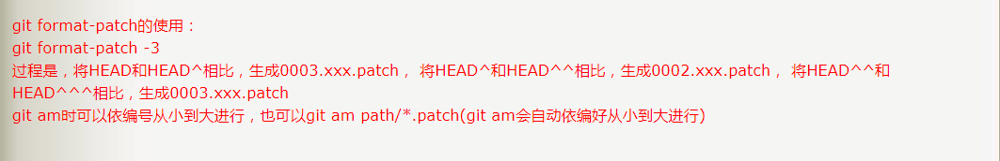 git format-patch的使用：
git format-patch -3
过程是，将HEAD和HEAD^相比，生成0003.xxx.patch， 将HEAD^和HEAD^^相比，生成0002.xxx.patch， 将HEAD^^和
HEAD^^^相比，生成0003.xxx.patch
git am时可以依编号从小到大进行，也可以git am path/*.patch(git am会自动依编好从小到大进行)